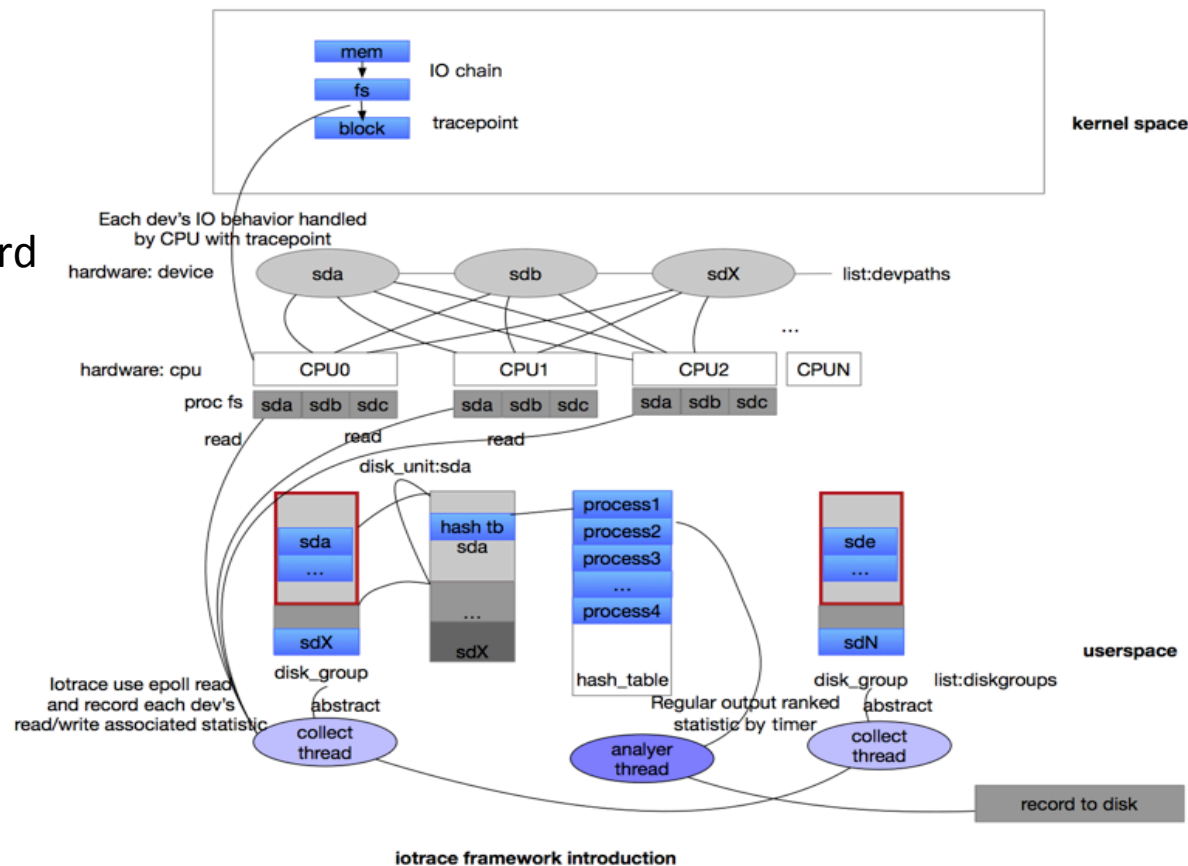 mem
IO chain
fs
tracepoint
block
kernel space
Each dev's IO behavior handled
by CPU with tracepoint
rd
hardware: device
sda
sdb
sdX
list:devpaths
...
hardware: cpu
CPU0
CPU1
CPU2
CPUN
proc fs
sda sdb sdc
sda sdb sdc
sda sdb sdc
read
read
read
disk_unit:sda
sda
...
sdX
disk_group
hash tb
sda
...
sdX
process1
process2
process3
...
process4
hash_table
sde
...
sdN
disk_group
list:diskgroups
userspace
Iotrace use epoll read
and record each dev's
read/write associated statistic
abstract
collect
thread
Regular output ranked
statistic by timer
analyer
thread
abstract
collect
thread
record to disk
iotrace framework introduction